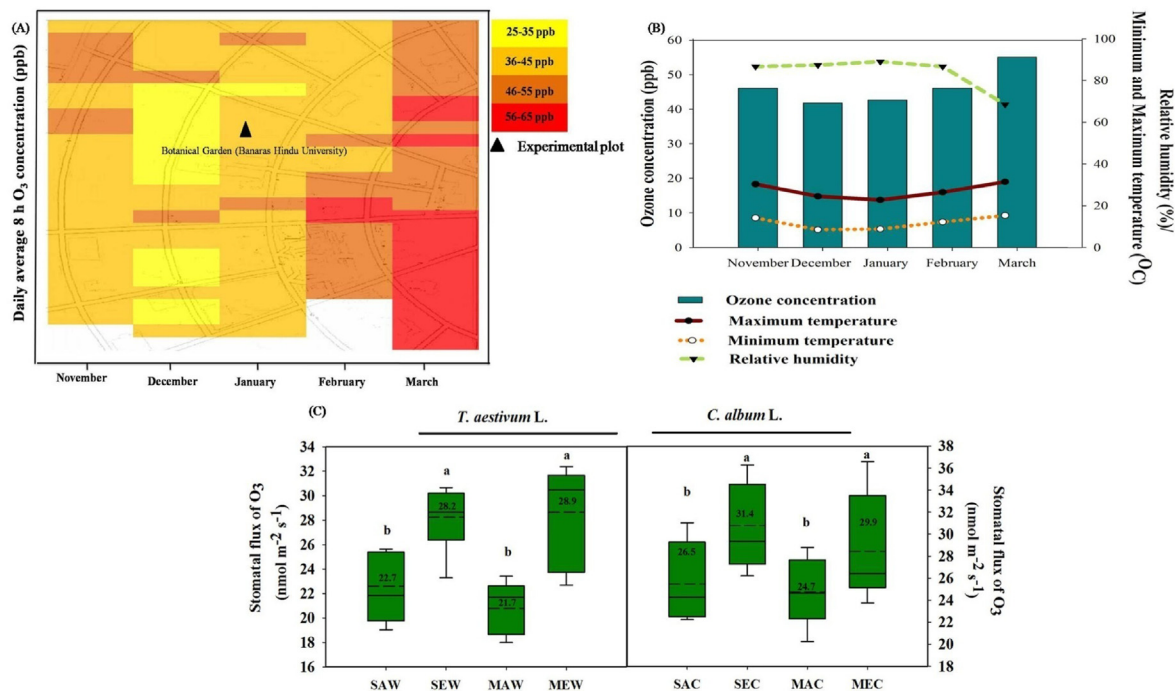 (A)
Daily average 8 h O3 concentration (ppb)
25-35 ppb
36-45 ppb
46-55 ppb
56-65 ppb
Experimental plot
Botanical Garden (Banaras Hindu University)
November
December
January
February
March
B)
Ozone concentration (ppb)
60
50
40
30
20
10
0
100
80
60
40
20
0
Relative humidity (%)/
Minimum and Maximum temperature (⁰C)
November
December
January
February
March
Ozone concentration
Maximum temperature
Minimum temperature
Relative humidity
(C)
T. aestivum L.
C. album L.
Stomatal flux of O3
(nmol m-2 s-1)
34
32
30
28
26
24
22
20
18
16
b
a
b
a
22.7
28.2
21.7
28.9
SAW
SEW
MAW
MEW
b
a
b
a
26.5
31.4
24.7
29.9
SAC
SEC
MAC
MEC
38
36
34
32
30
28
26
24
22
20
18
Stomatal flux of O3
(nmol m-2 s-1)